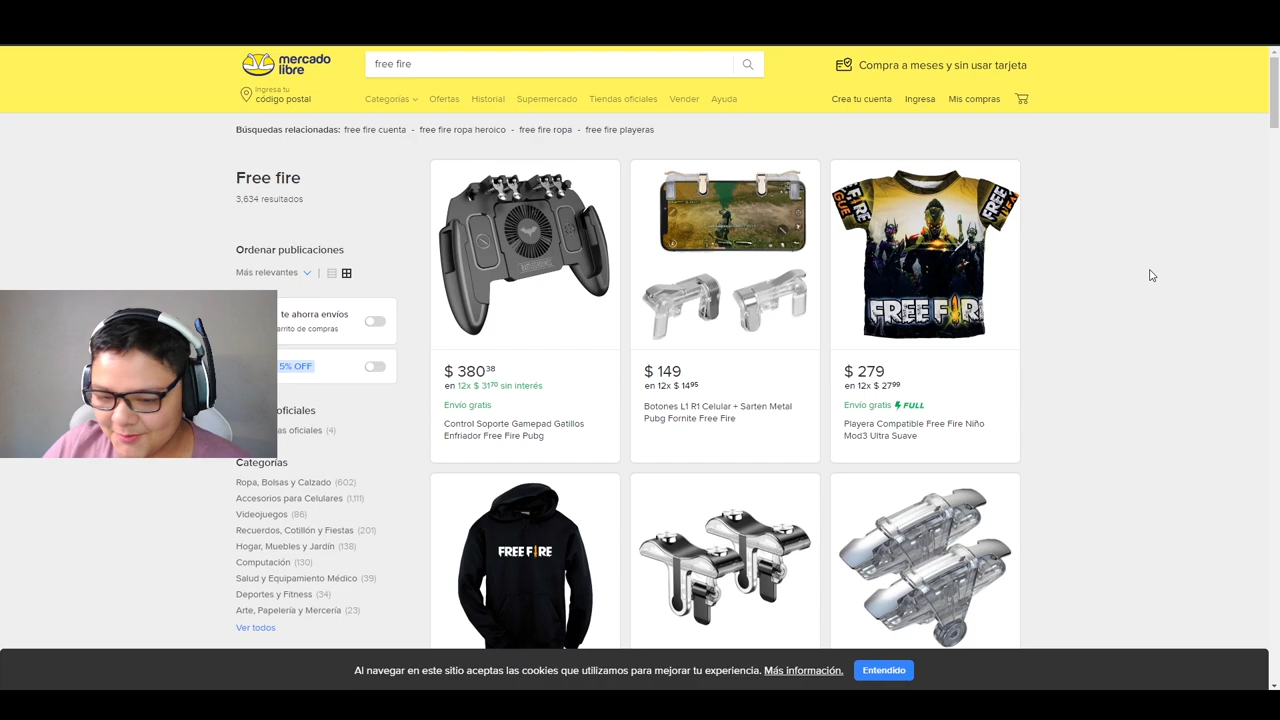 mercado
libre
free fire
Compra a meses y sin usar tarjeta
Ingresa tu
código postal
Categorías Ofertas Historial Supermercado Tiendas oficiales Vender Ayuda
Crea tu cuenta Ingresa Mis compras
Búsquedas relacionadas: free fire cuenta - free fire ropa heroico - free fire ropa - free fire playeras
Free fire
3,634 resultados
Ordenar publicaciones
Más relevantes
te ahorra envíos
arrito de compras
5% OFF
oficiales
as oficiales (4)
Categorías
Ropa, Bolsas y Calzado (602)
Accesorios para Celulares (1,111)
Videojuegos (86)
Recuerdos, Cotillón y Fiestas (201)
Hogar, Muebles y Jardín (138)
Computación (130)
Salud y Equipamiento Médico (39)
Deportes y Fitness (34)
Arte, Papelería y Mercería (23)
Ver todos
$ 380 38
en 12x $ 31 70 sin interés
Envío gratis
Control Soporte Gamepad Gatillos
Enfriador Free Fire Pubg
$ 149
en 12x $ 14 95
Botones L1 R1 Celular + Sarten Metal
Pubg Fornite Free Fire
FREE FIRE
$ 279
en 12x $ 27 99
Envío gratis FULL
Playera Compatible Free Fire Niño
Mod3 Ultra Suave
FREE FIRE
Al navegar en este sitio aceptas las cookies que utilizamos para mejorar tu experiencia. Más información.
Entendido